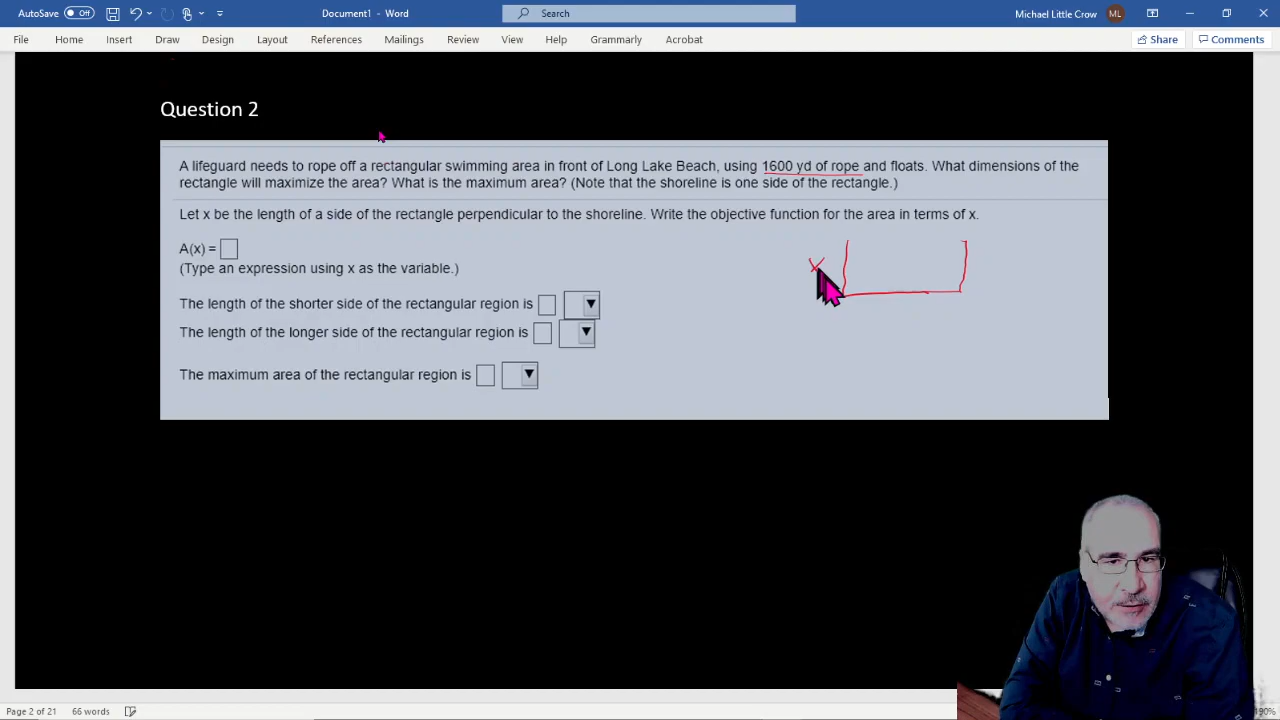 AutoSave Off Document1 - Word Search Michael Little Crow ML
File Home Insert Draw Design Layout References Mailings Review View Help Grammarly Acrobat Share Comments
Question 2
A lifeguard needs to rope off a rectangular swimming area in front of Long Lake Beach, using 1600 yd of rope and floats. What dimensions of the
rectangle will maximize the area? What is the maximum area? (Note that the shoreline is one side of the rectangle.)
Let x be the length of a side of the rectangle perpendicular to the shoreline. Write the objective function for the area in terms of x.
A(x) =
(Type an expression using x as the variable.)
x
The length of the shorter side of the rectangular region is
The length of the longer side of the rectangular region is
The maximum area of the rectangular region is
Page 2 of 21 66 words 190%